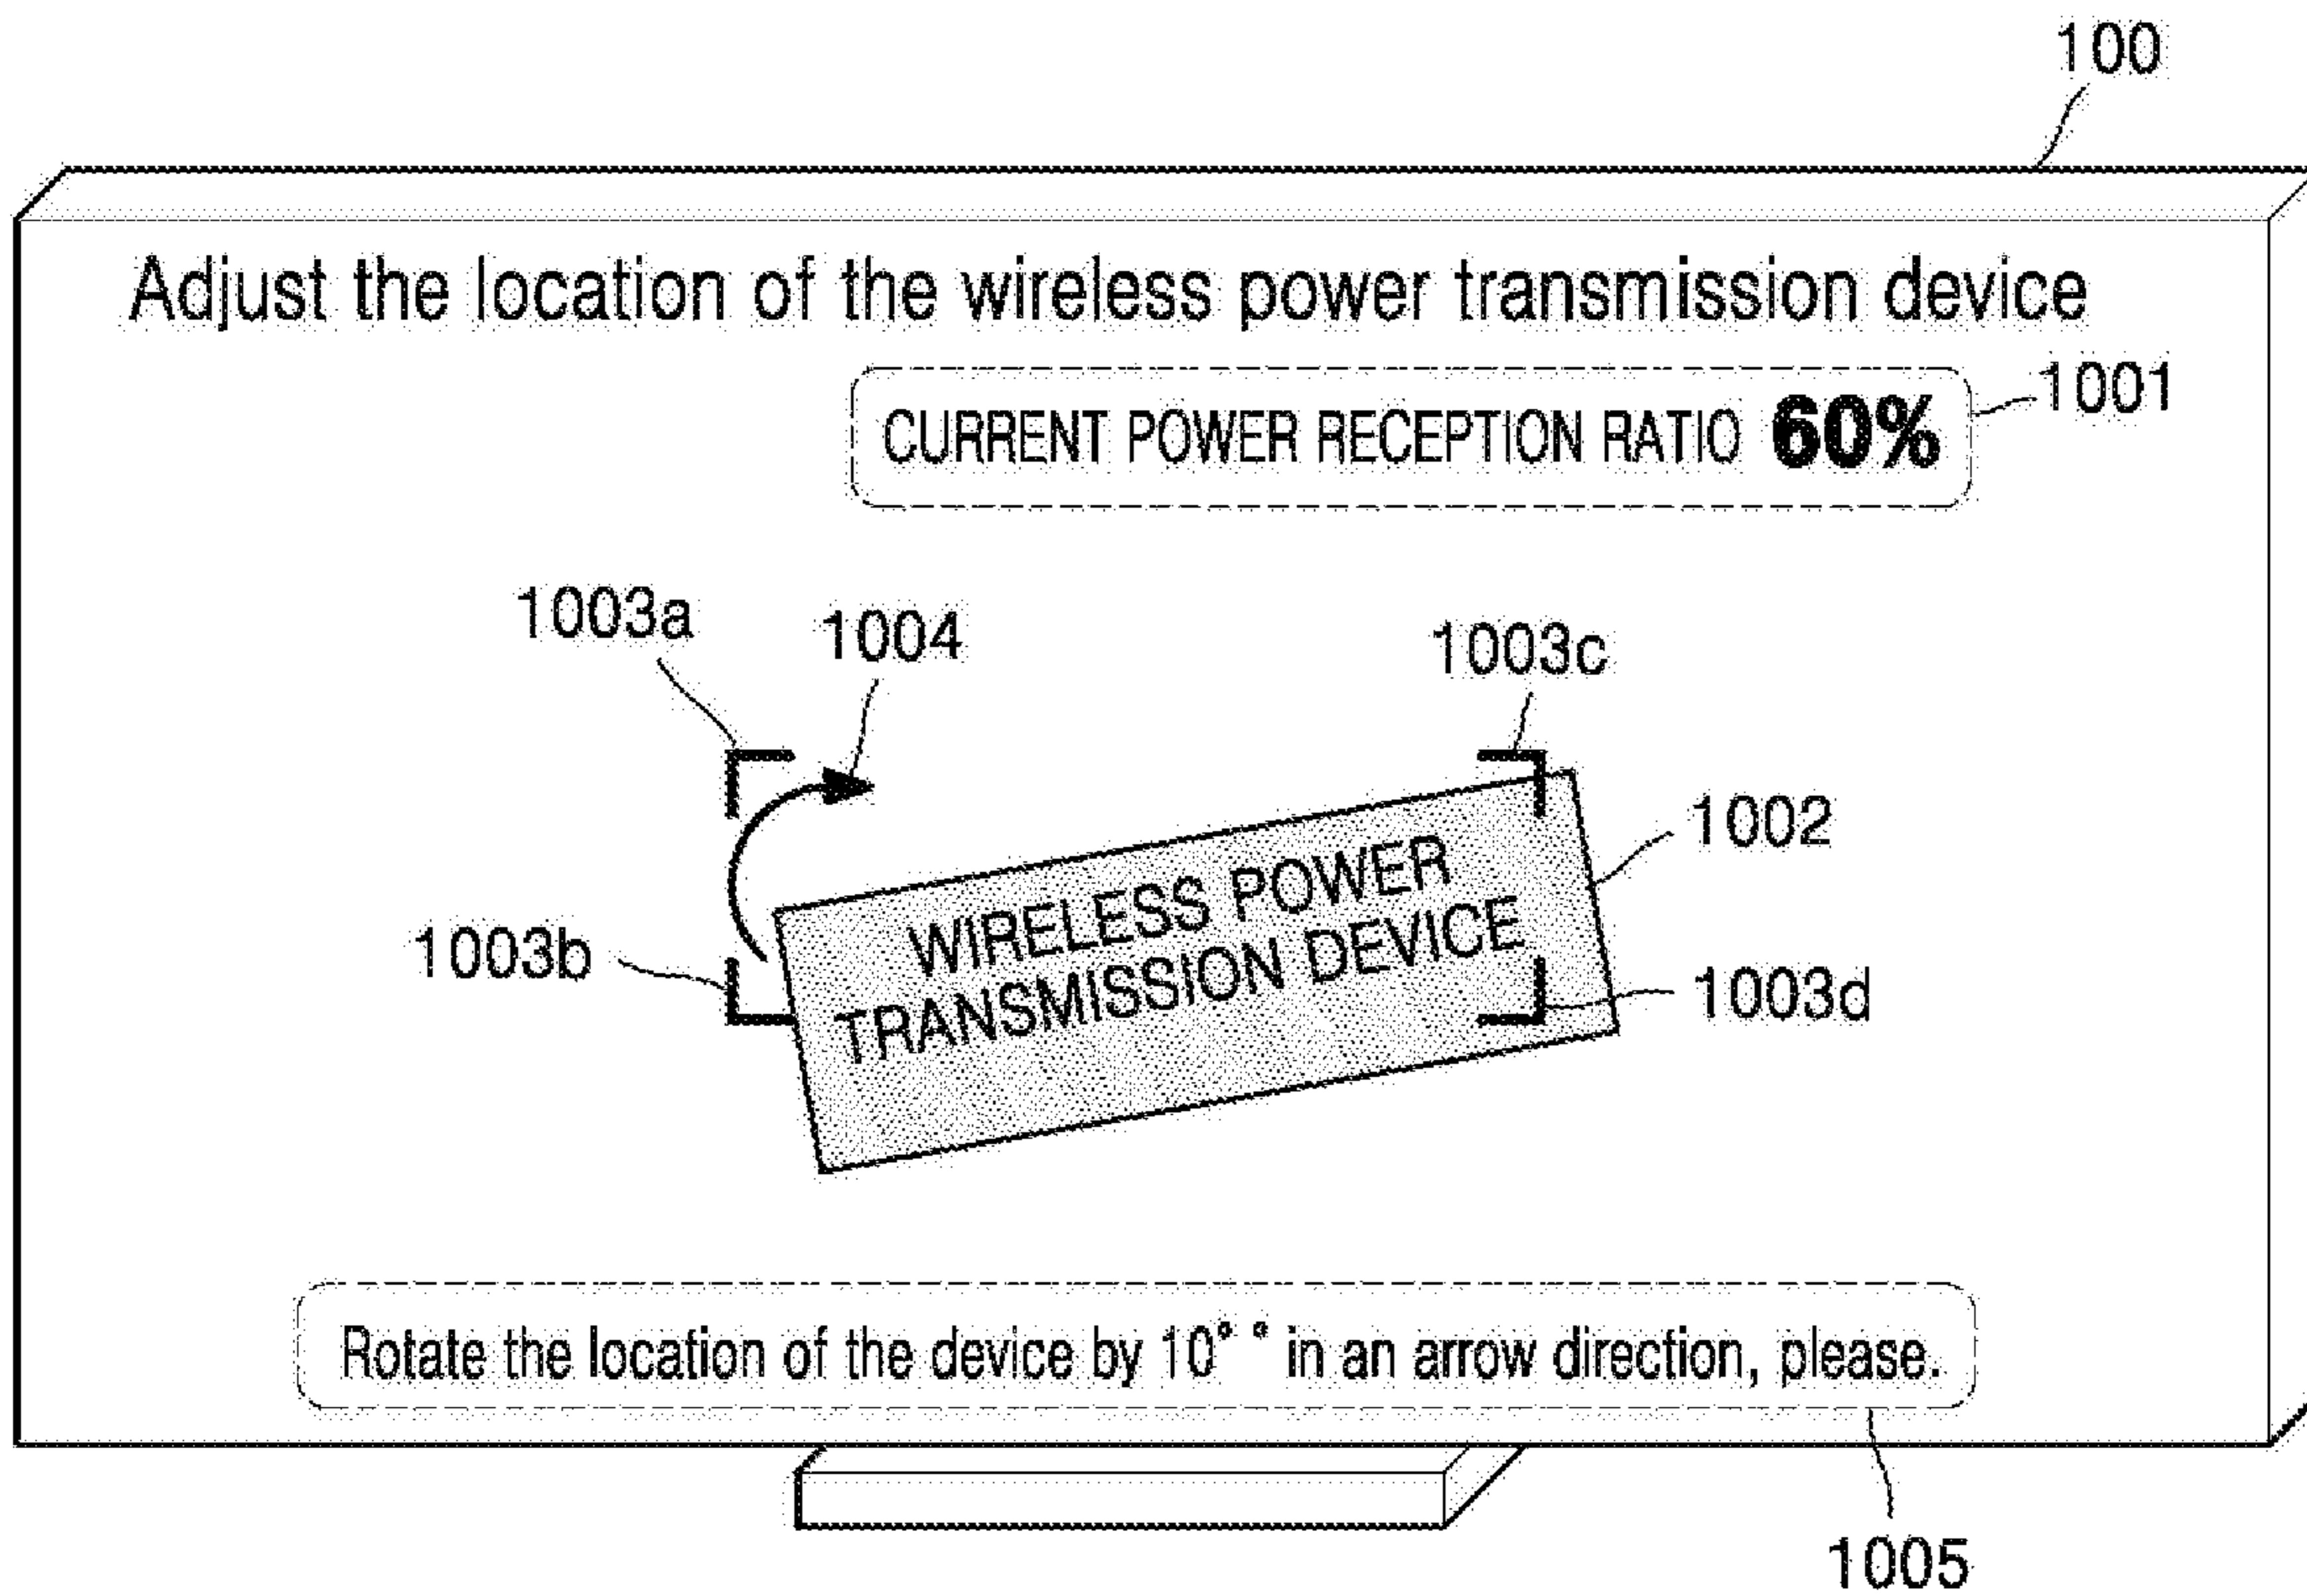 100
Adjust the location of the wireless power transmission device
CURRENT POWER RECEPTION RATIO 60%
1001
1003a
1004
1003c
1002
WIRELESS POWER
TRANSMISSION DEVICE
1003b
1003d
Rotate the location of the device by 10° ° in an arrow direction, please.
1005